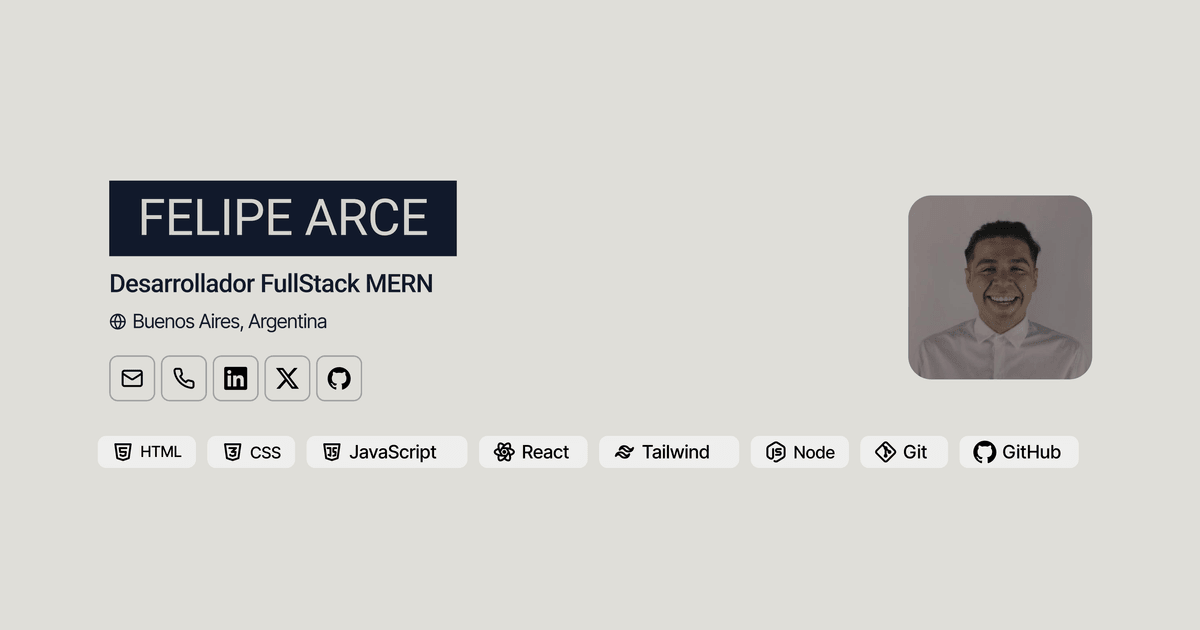 FELIPE ARCE
Desarrollador FullStack MERN
Buenos Aires, Argentina
HTML CSS JavaScript React Tailwind Node Git GitHub